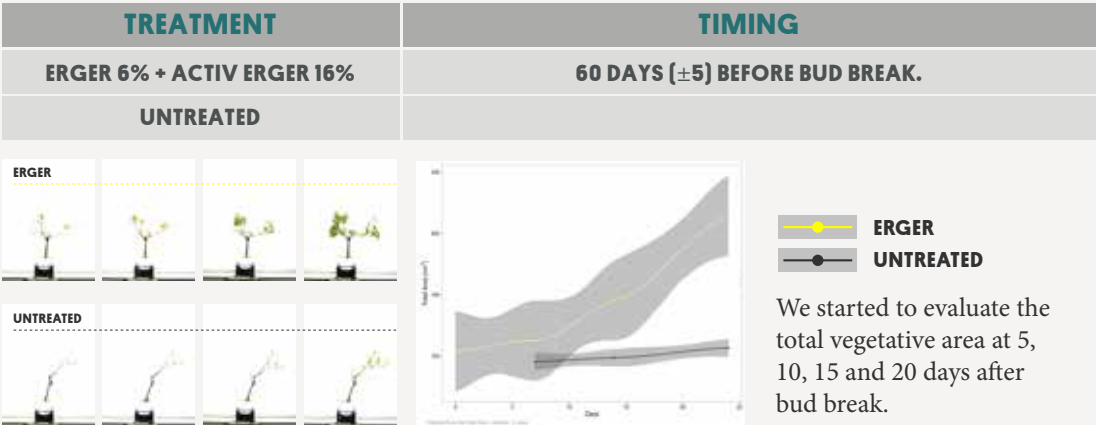 TREATMENT
TIMING
ERGER 6% + ACTIV ERGER 16%
60 DAYS (±5) BEFORE BUD BREAK.
UNTREATED
ERGER
UNTREATED
Days
ERGER
UNTREATED
We started to evaluate the
total vegetative area at 5,
10, 15 and 20 days after
bud break.